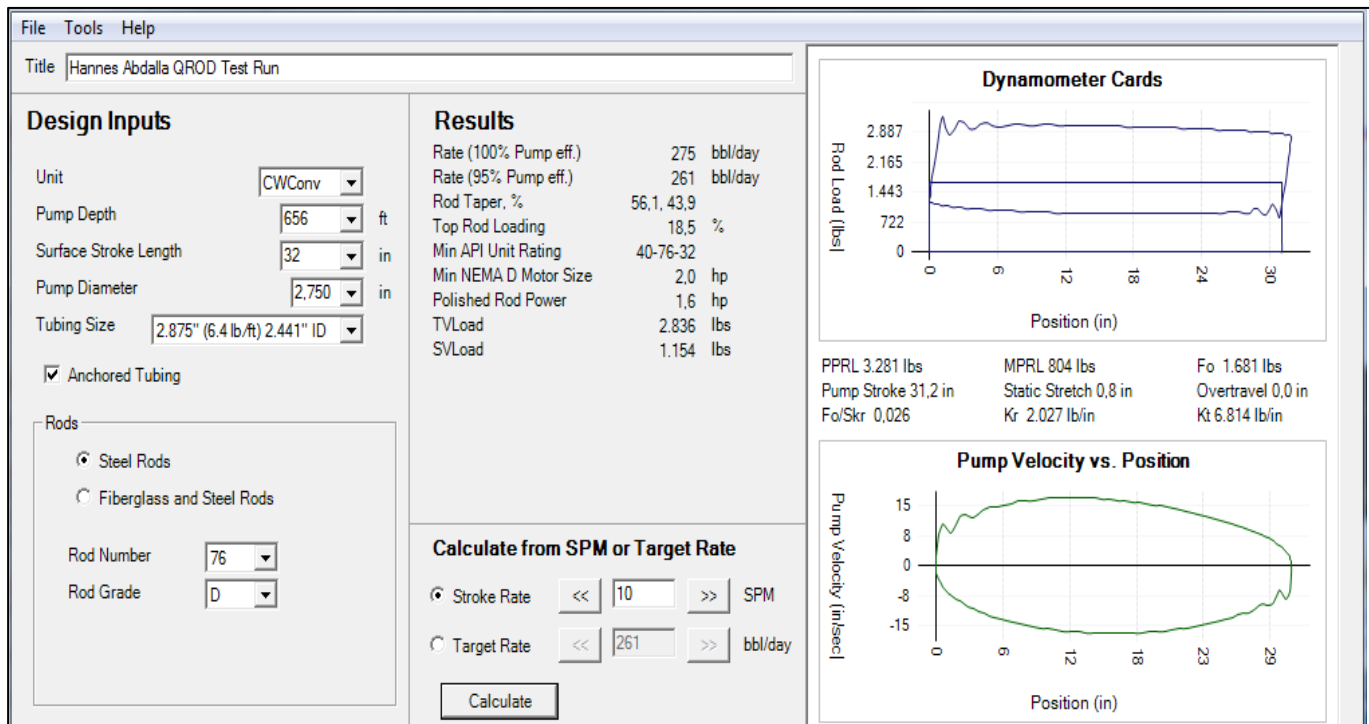 File Tools Help
Title Hannes Abdalla QROD Test Run
Design Inputs
Unit CWConv
Pump Depth 656 ft
Surface Stroke Length 32 in
Pump Diameter 2,750 in
Tubing Size 2.875" (6.4 lb/ft) 2.441" ID
Anchored Tubing
Rods
Steel Rods
Fiberglass and Steel Rods
Rod Number 76
Rod Grade D
Results
Rate (100% Pump eff.) 275 bbl/day
Rate (95% Pump eff.) 261 bbl/day
Rod Taper, % 56,1, 43,9
Top Rod Loading 18,5 %
Min API Unit Rating 40-76-32
Min NEMA D Motor Size 2,0 hp
Polished Rod Power 1,6 hp
TVLoad 2.836 lbs
SVLoad 1.154 lbs
Calculate from SPM or Target Rate
Stroke Rate << 10 >> SPM
Target Rate << 261 >> bbl/day
Calculate
Dynamometer Cards
Rod Load (lbs)
2.887
2.165
1.443
722
0
0 6 12 18 24 30
Position (in)
PPRL 3.281 lbs MPRL 804 lbs Fo 1.681 lbs
Pump Stroke 31,2 in Static Stretch 0,8 in Overtravel 0,0 in
Fo/Skr 0,026 Kr 2.027 lb/in Kt 6.814 lb/in
Pump Velocity vs. Position
Pump Velocity (in/sec)
15
8
0
-8
-15
0 6 12 18 23 29
Position (in)